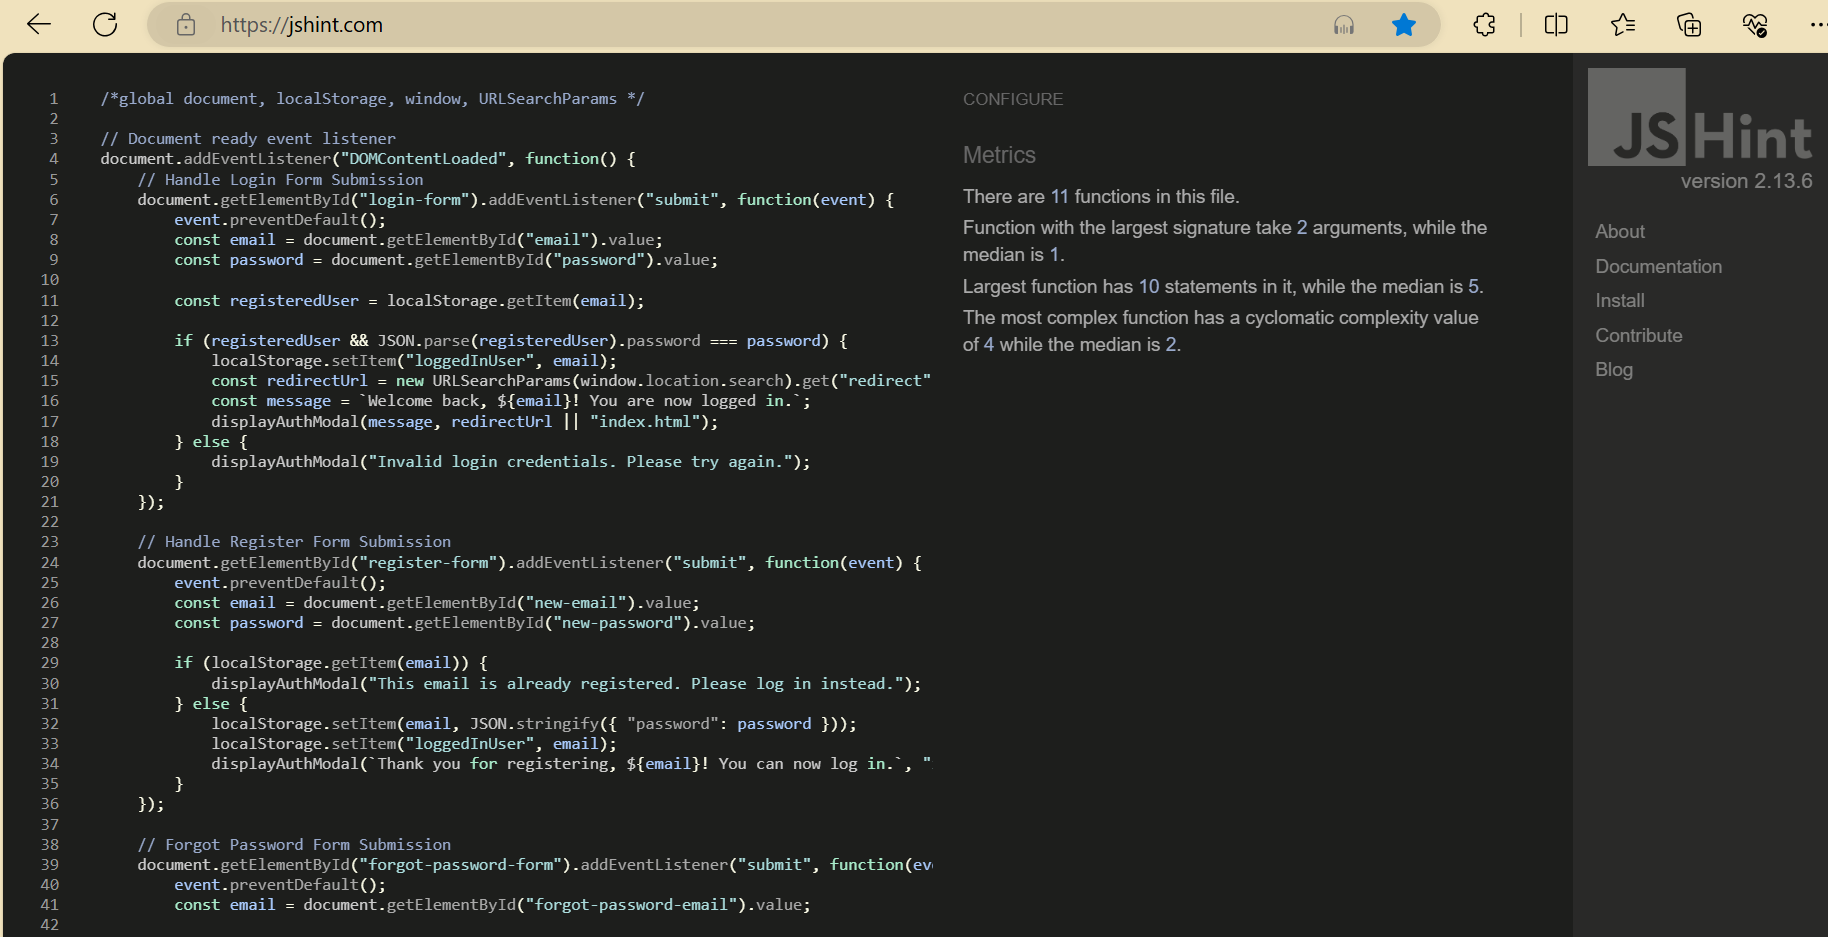 https://jshint.com
1 /*global document, localStorage, window, URLSearchParams */
2
3 // Document ready event listener
4 document.addEventListener("DOMContentLoaded", function() {
5 // Handle Login Form Submission
6 document.getElementById("login-form").addEventListener("submit", function(event) {
7 event.preventDefault();
8 const email = document.getElementById("email").value;
9 const password = document.getElementById("password").value;
10
11 const registeredUser = localStorage.getItem(email);
12
13 if (registeredUser && JSON.parse(registeredUser).password === password) {
14 localStorage.setItem("loggedInUser", email);
15 const redirectUrl = new URLSearchParams(window.location.search).get("redirect"
16 const message = `Welcome back, ${email}! You are now logged in.`;
17 displayAuthModal(message, redirectUrl || "index.html");
18 } else {
19 displayAuthModal("Invalid login credentials. Please try again.");
20 }
21 });
22
23 // Handle Register Form Submission
24 document.getElementById("register-form").addEventListener("submit", function(event) {
25 event.preventDefault();
26 const email = document.getElementById("new-email").value;
27 const password = document.getElementById("new-password").value;
28
29 if (localStorage.getItem(email)) {
30 displayAuthModal("This email is already registered. Please log in instead.");
31 } else {
32 localStorage.setItem(email, JSON.stringify({ "password": password }));
33 localStorage.setItem("loggedInUser", email);
34 displayAuthModal(`Thank you for registering, ${email}! You can now log in.`, "
35 }
36 });
37
38 // Forgot Password Form Submission
39 document.getElementById("forgot-password-form").addEventListener("submit", function(ev
40 event.preventDefault();
41 const email = document.getElementById("forgot-password-email").value;
42
CONFIGURE
Metrics
There are 11 functions in this file.
Function with the largest signature take 2 arguments, while the
median is 1.
Largest function has 10 statements in it, while the median is 5.
The most complex function has a cyclomatic complexity value
of 4 while the median is 2.
JSHint
version 2.13.6
About
Documentation
Install
Contribute
Blog